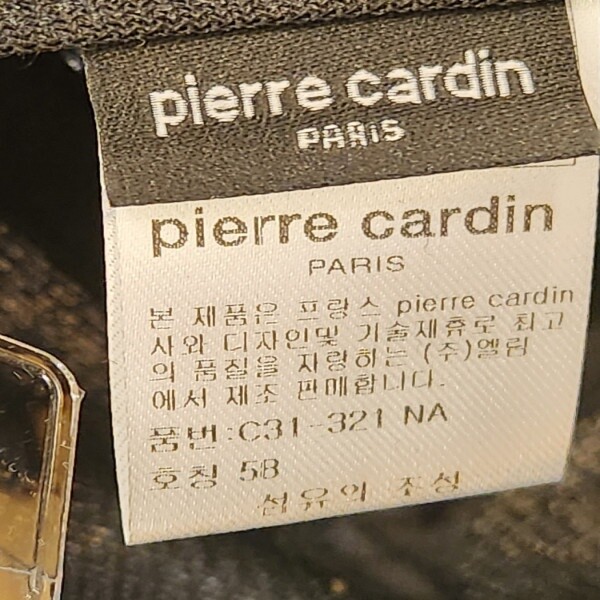 pierre cardin
PARIS
pierre cardin
PARIS
본 제품은 프랑스 pierre cardin
사와 디자인및 기술제휴로 최고
의 품질을 자랑하는 (주)엘림
에서 제조 판매합니다.
품번:C31-321 NA
호칭 58
섬유의 조성